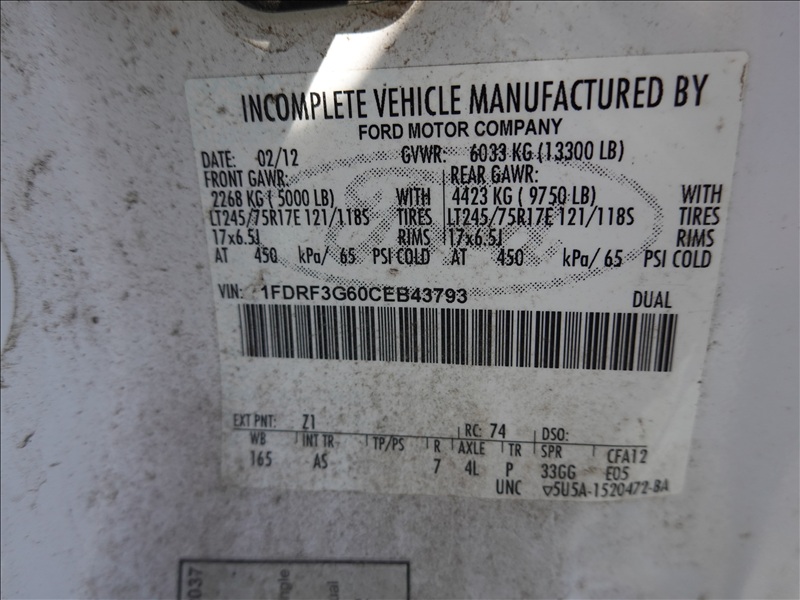 INCOMPLETE VEHICLE MANUFACTURED BY
FORD MOTOR COMPANY
DATE: 02/12 GVWR: 6033 KG (13300 LB)
FRONT GAWR: REAR GAWR:
2268 KG ( 5000 LB) WITH 4423 KG ( 9750 LB) WITH
LT245/75R17E 121/118S TIRES LT245/75R17E 121/118S TIRES
17x6.5J RIMS 17x6.5J RIMS
AT 450 kPa/ 65 PSI COLD AT 450 kPa/ 65 PSI COLD
VIN: 1FDRF3G60CEB43793 DUAL
EXT PNT: Z1 RC: 74 DSO:
WB INT TR TP/PS R AXLE TR SPR CFA12
165 AS 7 4L P 33GG E05
UNC ▽5U5A-1520472-BA
037